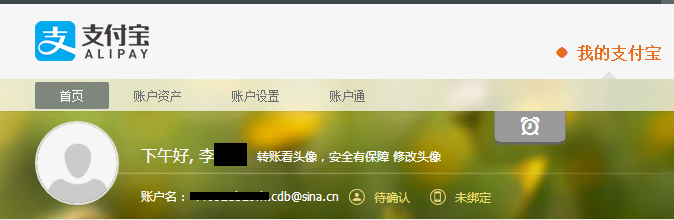 支付宝
ALIPAY
我的支付宝
首页 账户资产 账户设置 账户通
下午好, 李 转账看头像，安全有保障 修改头像
账户名： cdb@sina.cn 待确认 未绑定